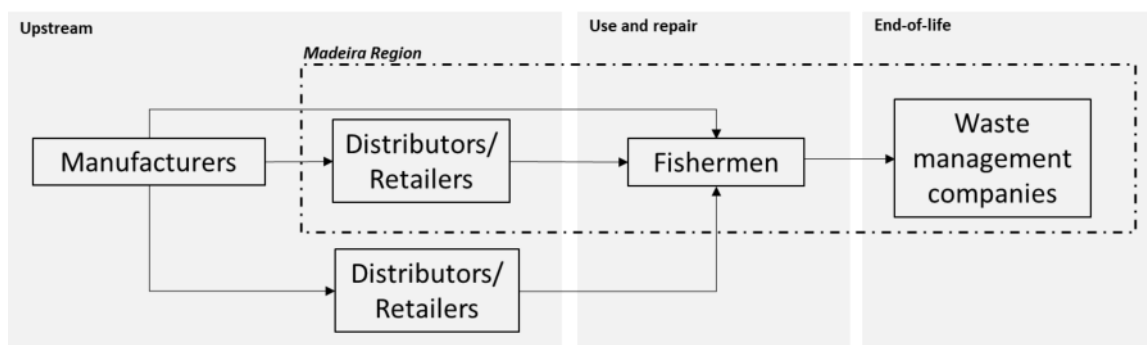 Upstream
Use and repair
End-of-life
Madeira Region
Manufacturers
Distributors/
Retailers
Fishermen
Waste
management
companies
Distributors/
Retailers